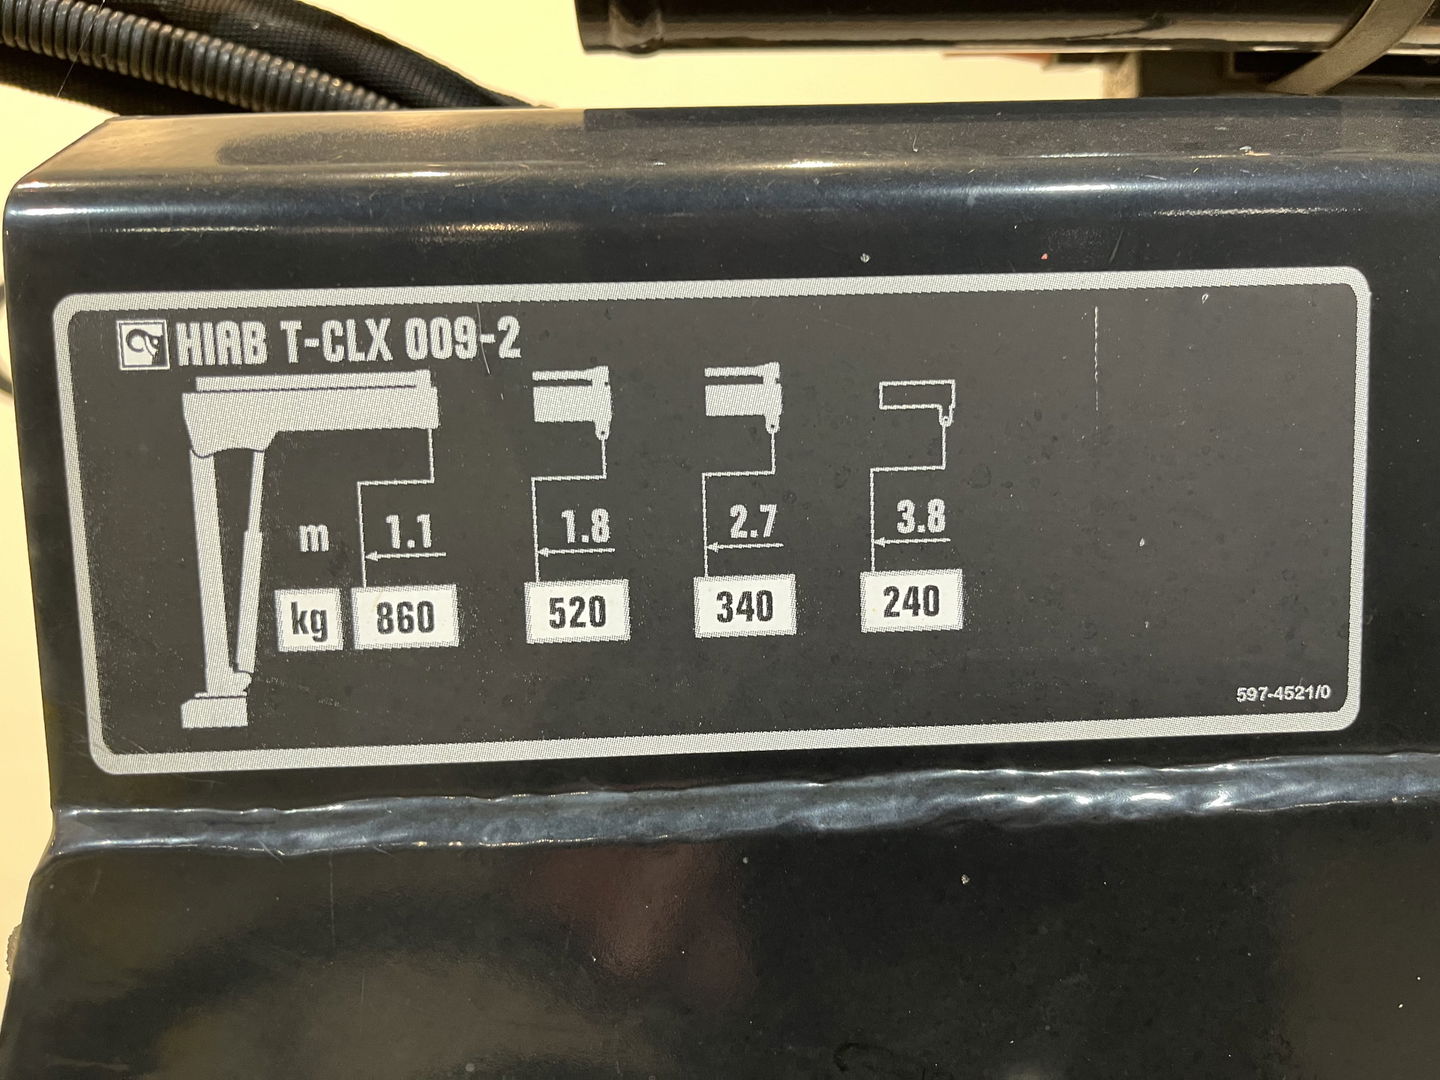 HIAB T-CLX 009-2
m 1.1 1.8 2.7 3.8
kg 860 520 340 240
597-4521/0